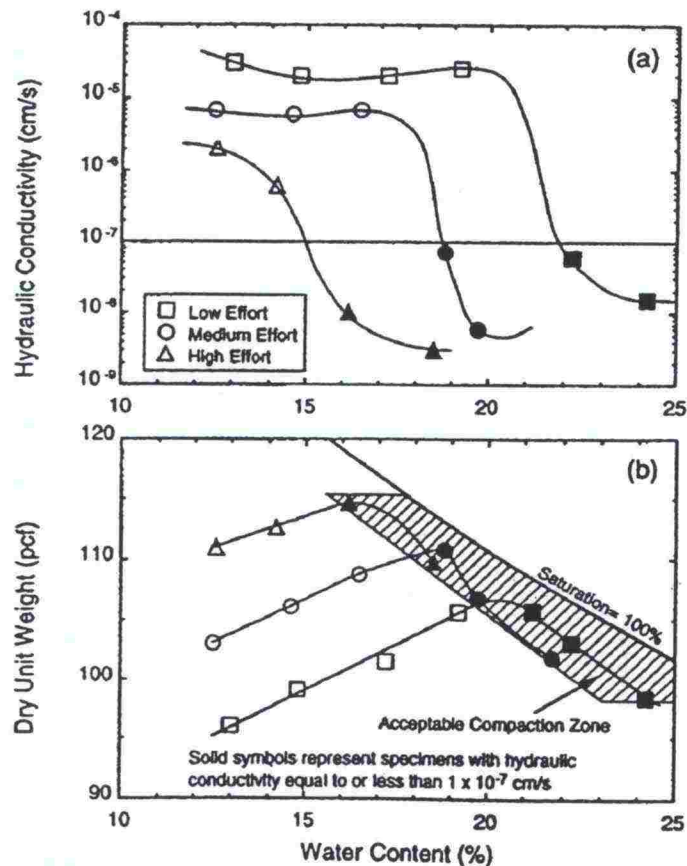 (a)
Hydraulic Conductivity (cm/s)
10-4
10-5
10-6
10-7
10-8
10-9
Low Effort
Medium Effort
High Effort
10 15 20 25
(b)
Dry Unit Weight (pcf)
120
110
100
90
Saturation= 100%
Acceptable Compaction Zone
Solid symbols represent specimens with hydraulic
conductivity equal to or less than 1 x 10-7 cm/s
10 15 20 25
Water Content (%)